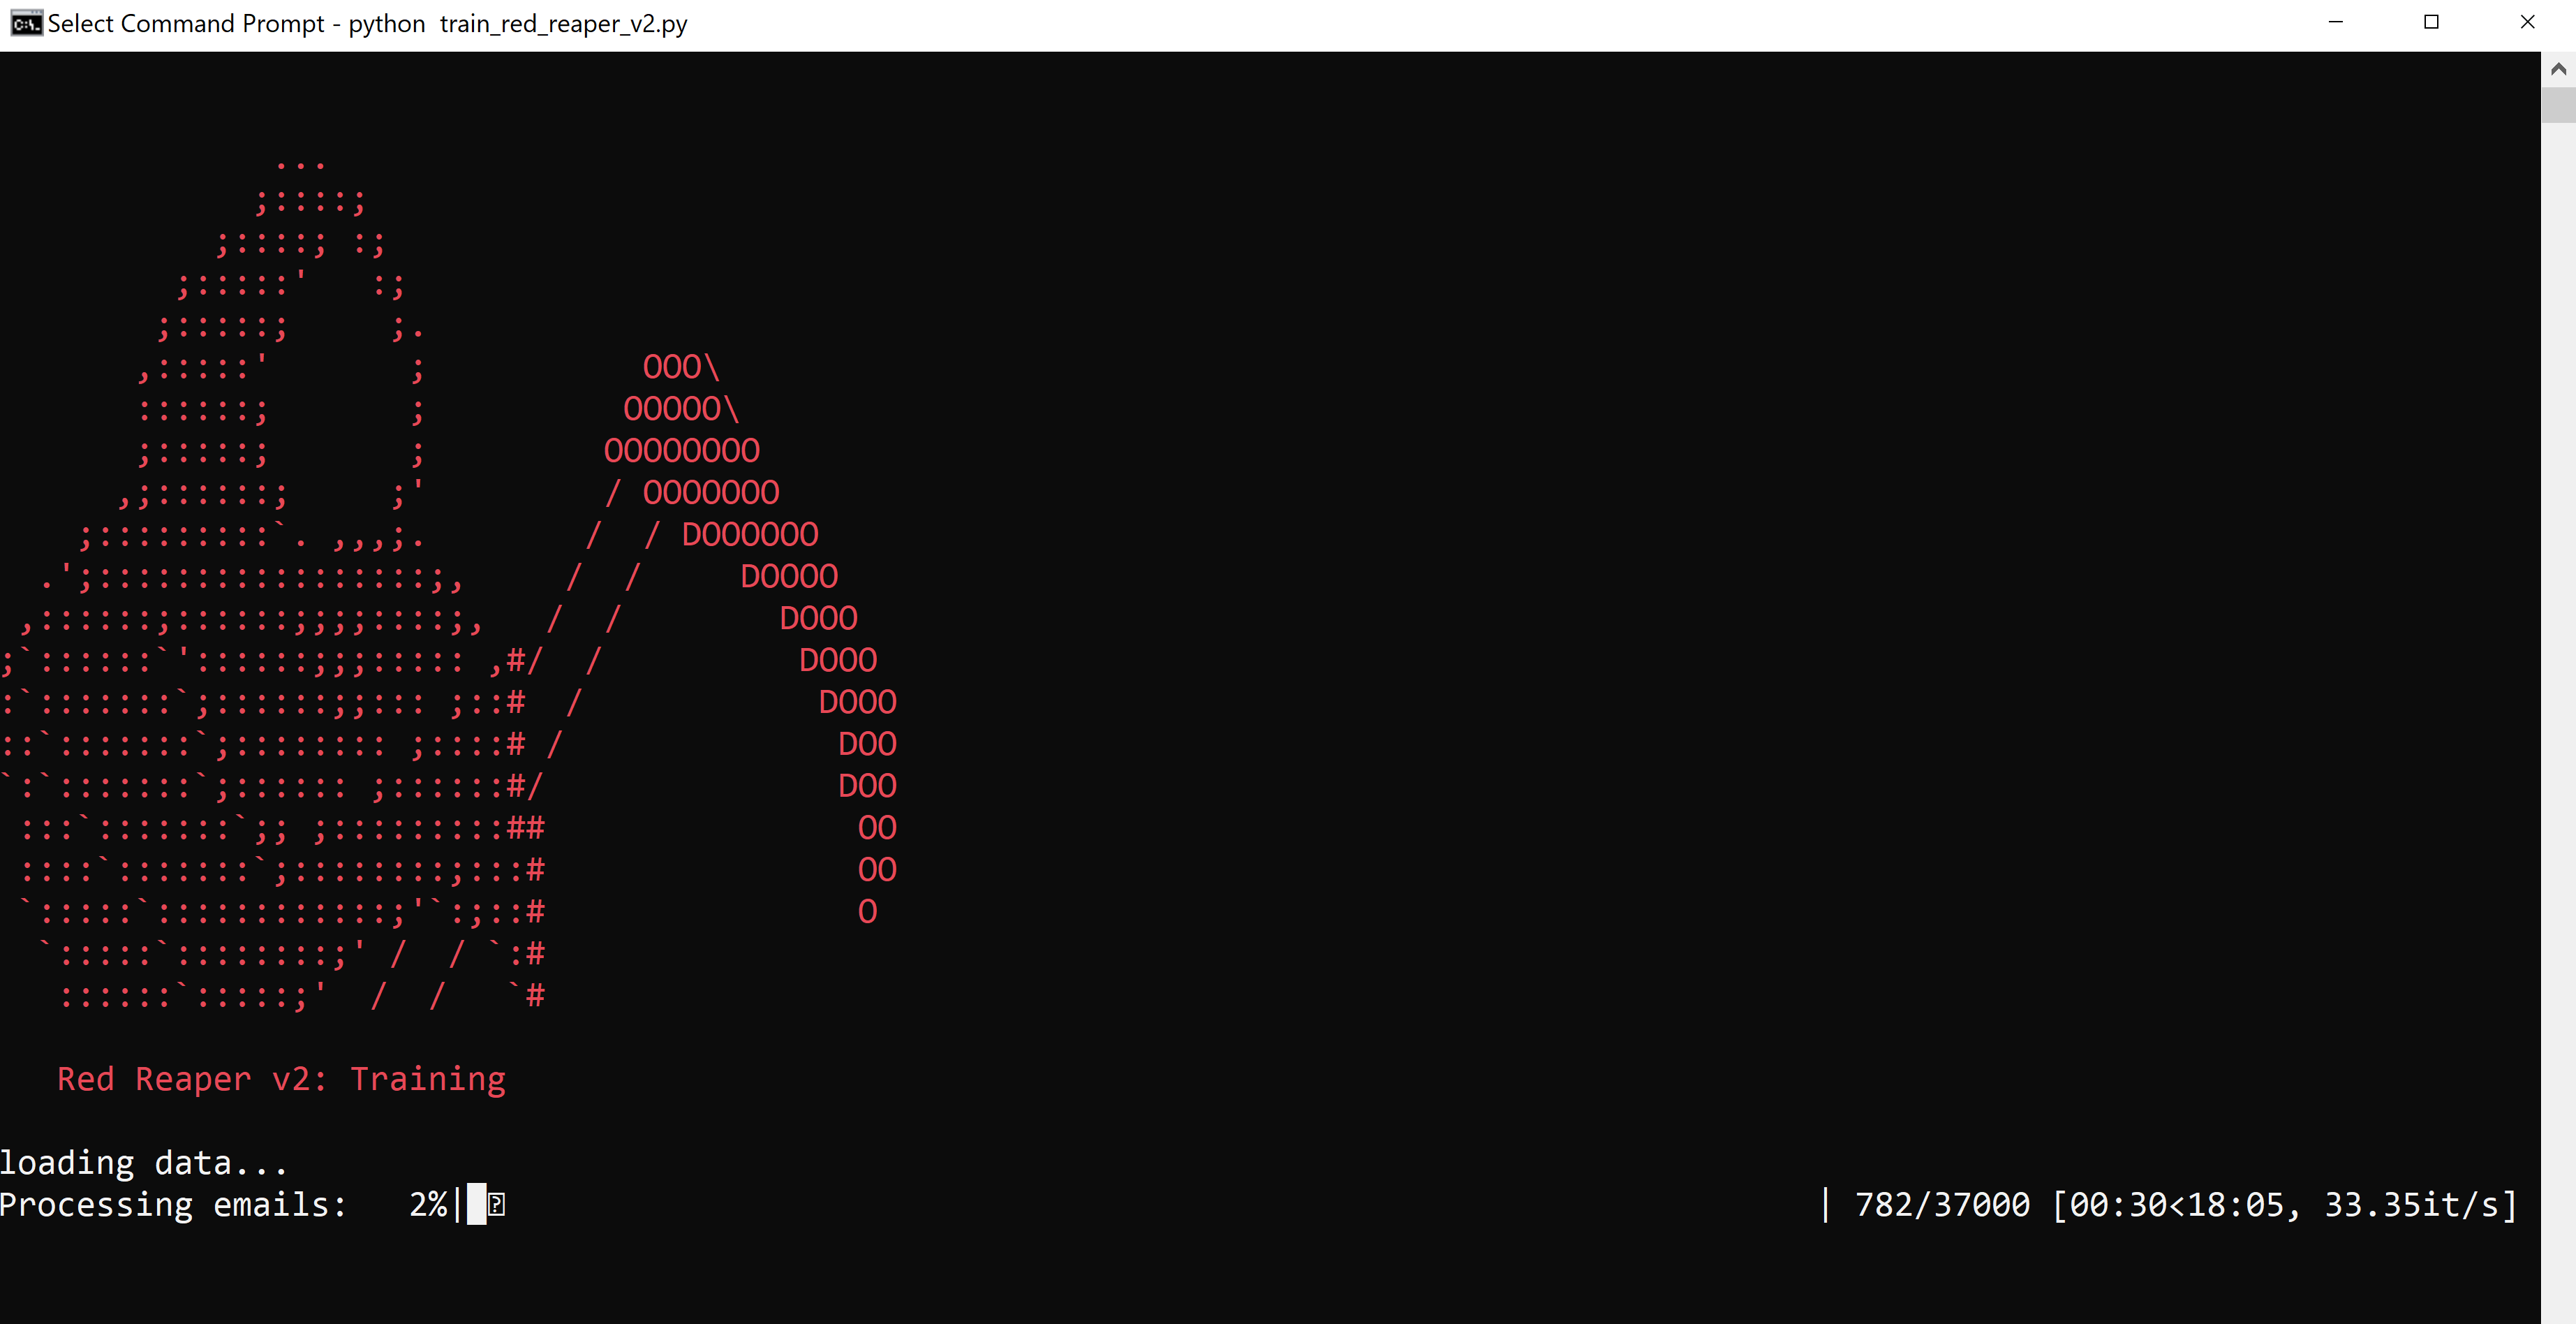 Select Command Prompt - python  train_red_reaper_v2.py
               ...
             ;:::::;
           ;:::::; :;
         ;:::::'   :;
        ;:::::;     ;.
       ,:::::'       ;           OOO\
       ::::::;       ;          OOOOO\
       ;:::::;       ;         OOOOOOOO
      ,;::::::;     ;'         / OOOOOOO
    ;:::::::::`. ,,,;.        /  / DOOOOOO
  .';:::::::::::::::::;,     /  /     DOOOO
 ,::::::;::::::;;;;::::;,   /  /        DOOO
;`::::::`'::::::;;;::::: ,#/  /          DOOO
:`:::::::`;::::::;;::: ;::#  /            DOOO
::`:::::::`;:::::::: ;::::# /              DOO
`:`:::::::`;:::::: ;::::::#/               DOO
 :::`:::::::`;; ;:::::::::##                OO
 ::::`:::::::`;::::::::;:::#                OO
 `:::::`::::::::::::;'`:;::#                O
  `:::::`::::::::;' /  / `:#
   ::::::`:::::;'  /  /   `#
Red Reaper v2: Training
loading data...
Processing emails:   2%| | 782/37000 [00:30<18:05, 33.35it/s]